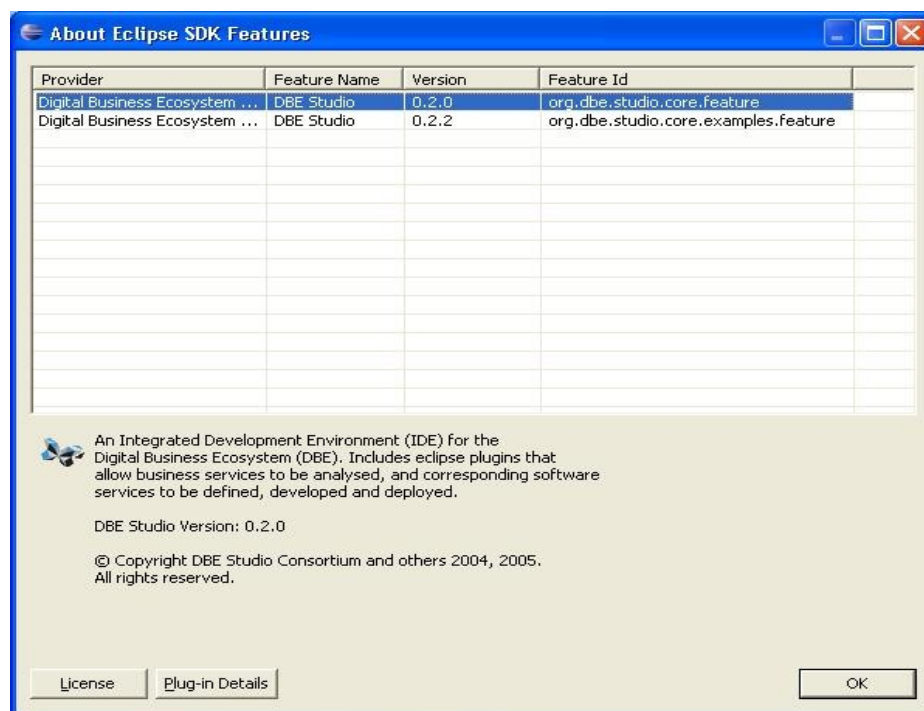 About Eclipse SDK Features
Provider Feature Name Version Feature Id
Digital Business Ecosystem ... DBE Studio 0.2.0 org.dbe.studio.core.feature
Digital Business Ecosystem ... DBE Studio 0.2.2 org.dbe.studio.core.examples.feature
An Integrated Development Environment (IDE) for the
Digital Business Ecosystem (DBE). Includes eclipse plugins that
allow business services to be analysed, and corresponding software
services to be defined, developed and deployed.
DBE Studio Version: 0.2.0
© Copyright DBE Studio Consortium and others 2004, 2005.
All rights reserved.
License Plug-in Details OK